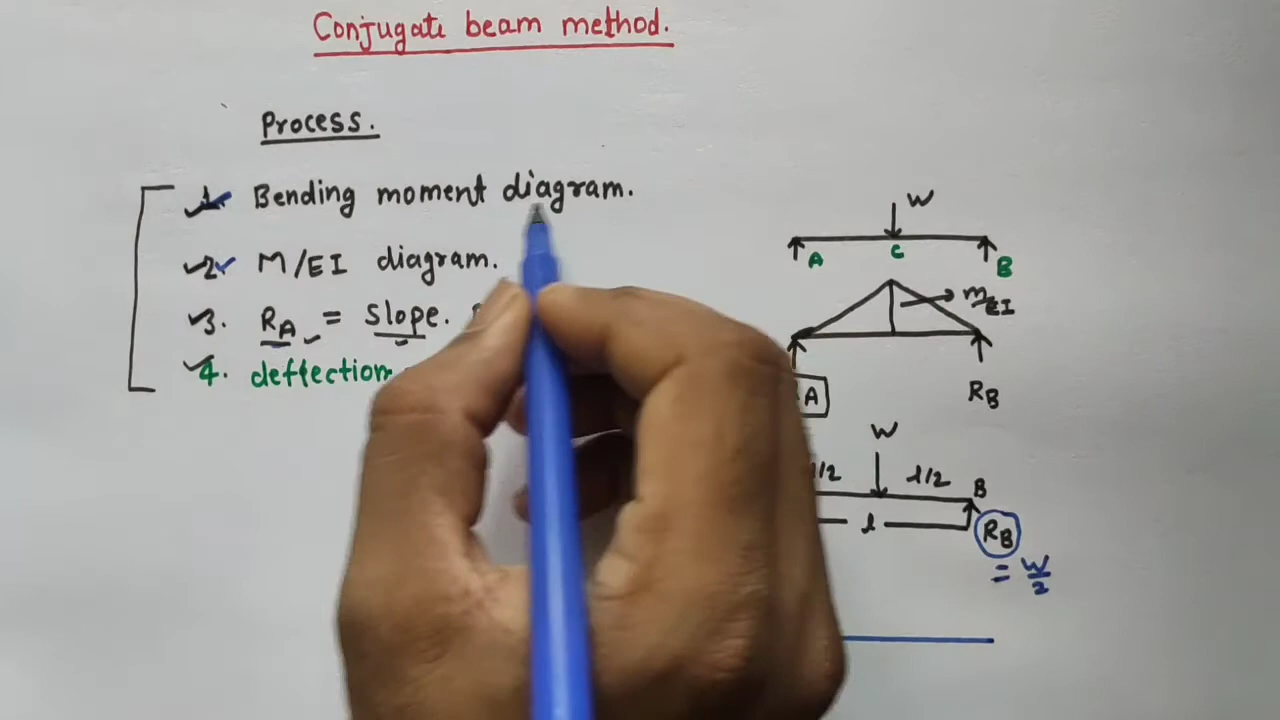 Conjugate beam method.
Process.
1. Bending moment diagram.
2. M/EI diagram.
3. RA = slope.
4. deflection
W
A C B
M/EI
A RB
W
l/2 l/2 B
l
RB
= W/2